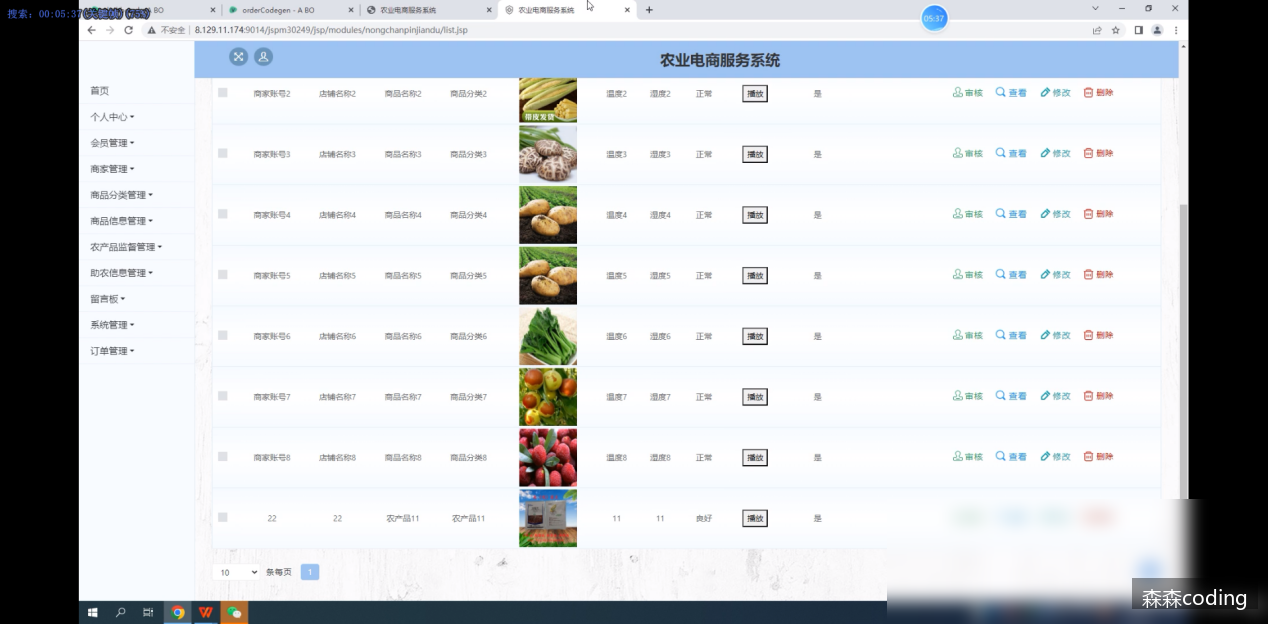 搜索: 00:05:37
BO
orderCodegen - A BO
农业电商服务系统
农业电商服务系统
05:37
不安全
8.129.11.174:9014/jspm30249/jsp/modules/nongchanpinjiandu/list.jsp
农业电商服务系统
首页
个人中心
会员管理
商家管理
商品分类管理
商品信息管理
农产品监督管理
助农信息管理
留言板
系统管理
订单管理
商家账号2 店铺名称2 商品名称2 商品分类2 带皮发货 温度2 湿度2 正常 播放 是 审核 查看 修改 删除
商家账号3 店铺名称3 商品名称3 商品分类3 温度3 湿度3 正常 播放 是 审核 查看 修改 删除
商家账号4 店铺名称4 商品名称4 商品分类4 温度4 湿度4 正常 播放 是 审核 查看 修改 删除
商家账号5 店铺名称5 商品名称5 商品分类5 温度5 湿度5 正常 播放 是 审核 查看 修改 删除
商家账号6 店铺名称6 商品名称6 商品分类6 温度6 湿度6 正常 播放 是 审核 查看 修改 删除
商家账号7 店铺名称7 商品名称7 商品分类7 温度7 湿度7 正常 播放 是 审核 查看 修改 删除
商家账号8 店铺名称8 商品名称8 商品分类8 温度8 湿度8 正常 播放 是 审核 查看 修改 删除
22 22 农产品11 农产品11 11 11 良好 播放 是
10 条每页 1
森森coding